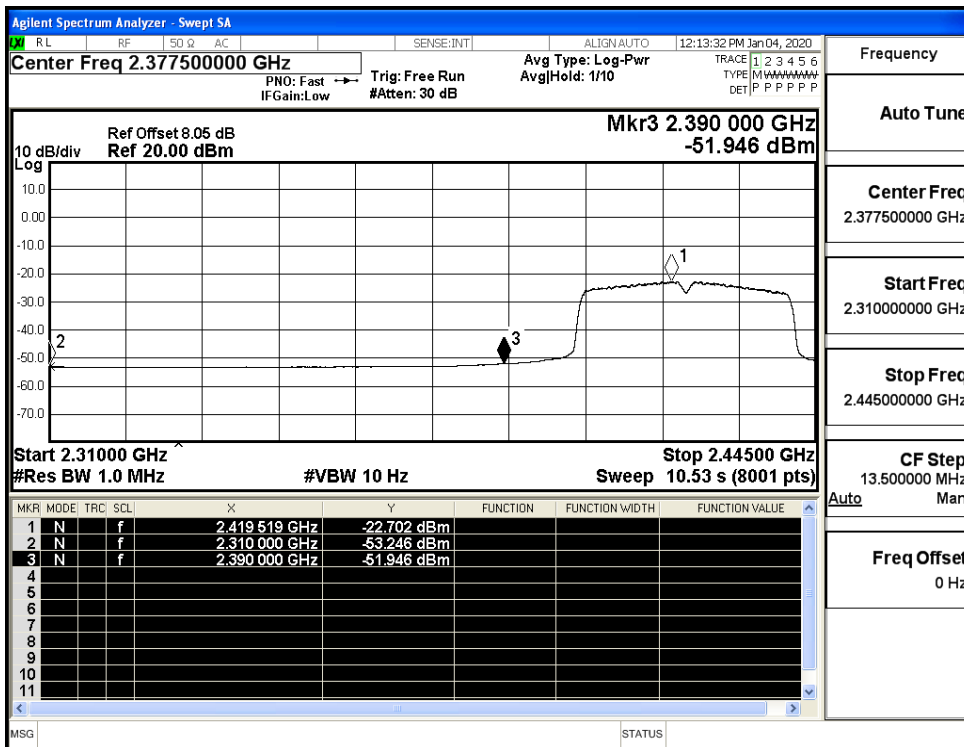 Agilent Spectrum Analyzer - Swept SA
LXI RL RF 50 Ω AC SENSE:INT ALIGN AUTO 12:13:32 PM Jan 04, 2020
Center Freq 2.377500000 GHz
PNO: Fast
IFGain:Low
Trig: Free Run
#Atten: 30 dB
Avg Type: Log-Pwr
Avg|Hold: 1/10
TRACE 1 2 3 4 5 6
TYPE M WWWWW
DET P P P P P P
Ref Offset 8.05 dB
10 dB/div Ref 20.00 dBm
Log
Mkr3 2.390 000 GHz
-51.946 dBm
10.0
0.00
-10.0
-20.0
-30.0
-40.0
-50.0
-60.0
-70.0
1
2
3
Start 2.31000 GHz Stop 2.44500 GHz
#Res BW 1.0 MHz #VBW 10 Hz Sweep 10.53 s (8001 pts)
MKR MODE TRC SCL X Y FUNCTION FUNCTION WIDTH FUNCTION VALUE
1 N f 2.419 519 GHz -22.702 dBm
2 N f 2.310 000 GHz -53.246 dBm
3 N f 2.390 000 GHz -51.946 dBm
4
5
6
7
8
9
10
11
MSG STATUS
Frequency
Auto Tune
Center Freq
2.377500000 GHz
Start Freq
2.310000000 GHz
Stop Freq
2.445000000 GHz
CF Step
13.500000 MHz
Auto Man
Freq Offset
0 Hz